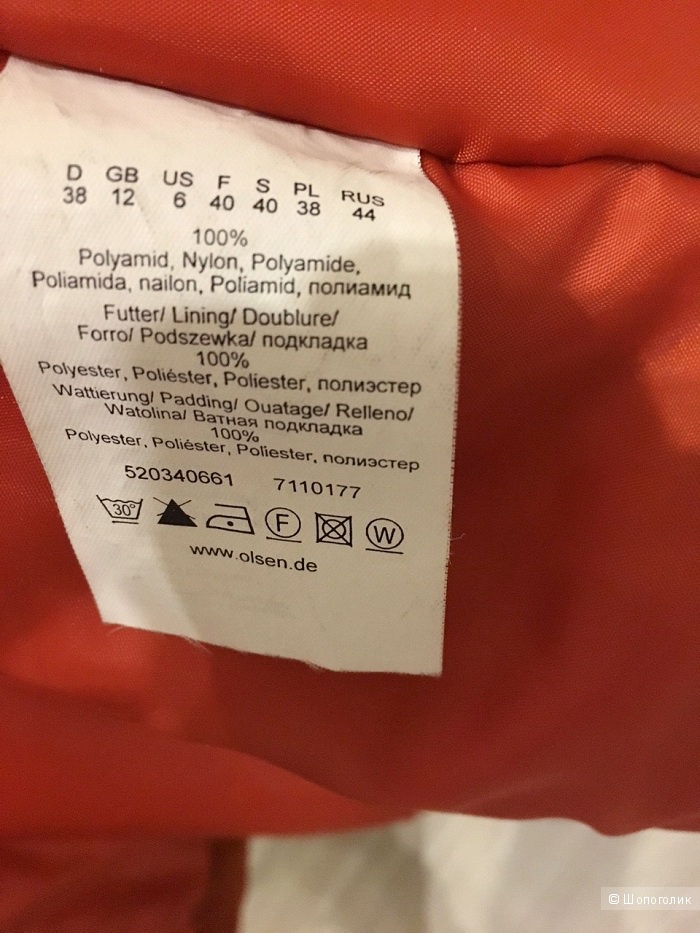 D GB US F S PL RUS
38 12 6 40 40 38 44
100%
Polyamid, Nylon, Polyamide,
Poliamida, nailon, Poliamid, полиамид
Futter/ Lining/ Doublure/
Forro/ Podszewka/ подкладка
100%
Polyester, Poliéster, Poliester, полиэстер
Wattierung/ Padding/ Ouatage/ Relleno/
Watolina/ Ватная подкладка
100%
Polyester, Poliéster, Poliester, полиэстер
520340661 7110177
30° F W
www.olsen.de
© Шопоголик